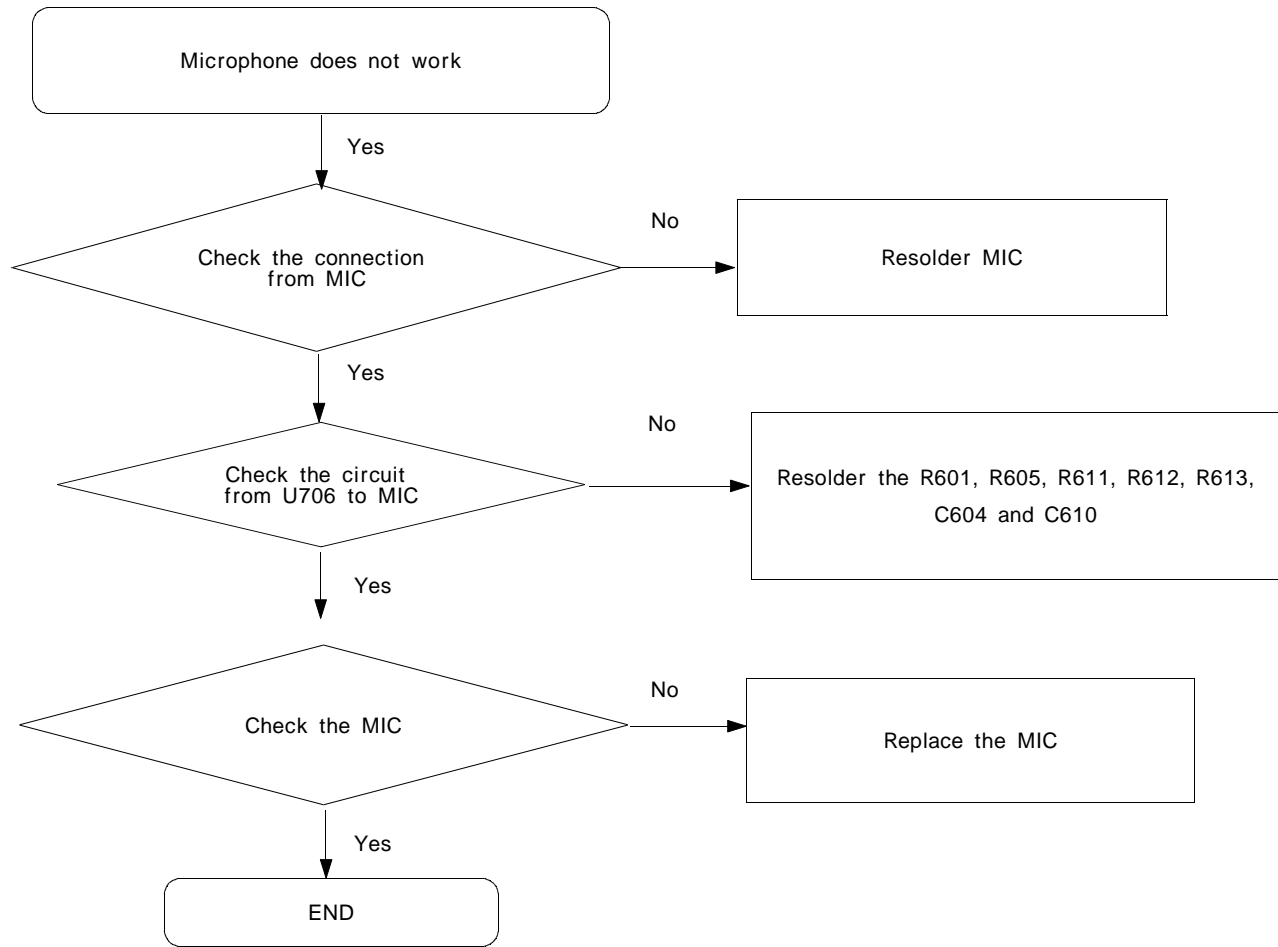 Microphone does not work
Yes
Check the connection
from MIC
No
Resolder MIC
Yes
Check the circuit
from U706 to MIC
No
Resolder the R601, R605, R611, R612, R613,
C604 and C610
Yes
Check the MIC
No
Replace the MIC
Yes
END